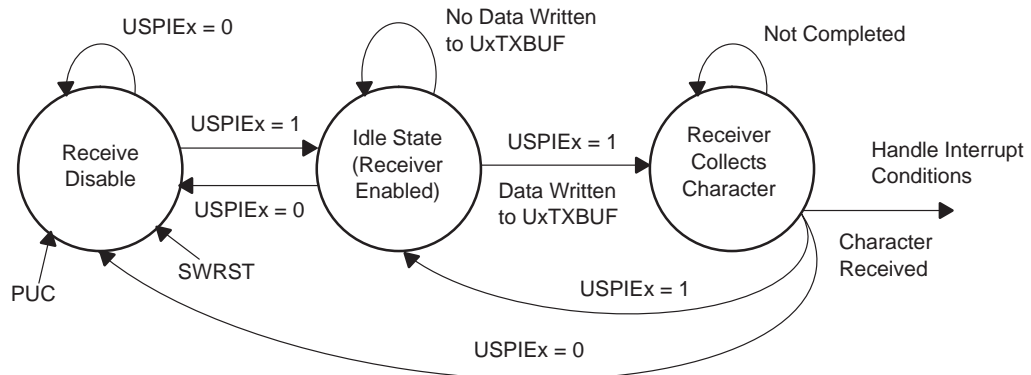 USPIEx = 0
No Data Written
to UxTXBUF
Not Completed
USPIEx = 1
Receive
Disable
Idle State
(Receiver
Enabled)
USPIEx = 1
Receiver
Collects
Character
Handle Interrupt
Conditions
USPIEx = 0
Data Written
to UxTXBUF
Character
Received
PUC
SWRST
USPIEx = 1
USPIEx = 0